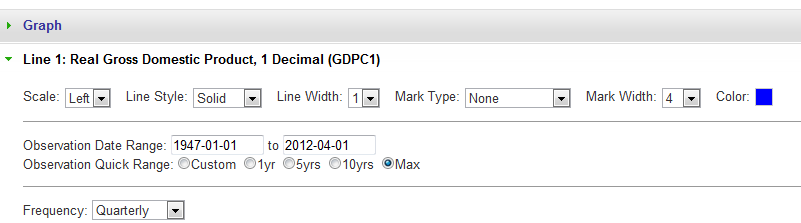 Graph
Line 1: Real Gross Domestic Product, 1 Decimal (GDPC1)
Scale: Left Line Style: Solid Line Width: 1 Mark Type: None Mark Width: 4 Color:
Observation Date Range: 1947-01-01 to 2012-04-01
Observation Quick Range: Custom 1yr 5yrs 10yrs Max
Frequency: Quarterly